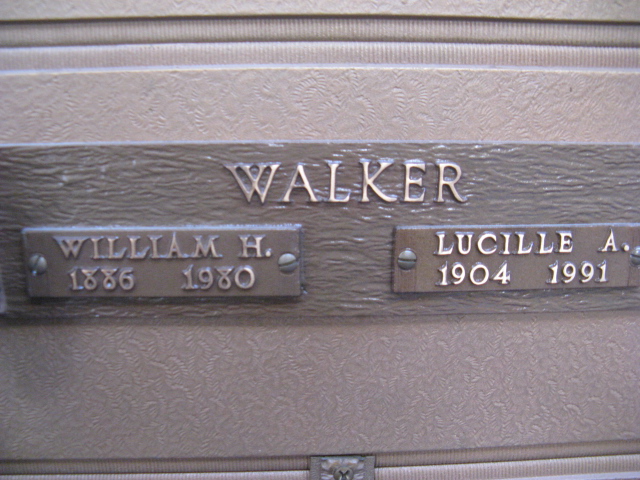 WALKER
WILLIAM H.
1886 1980
LUCILLE A.
1904 1991